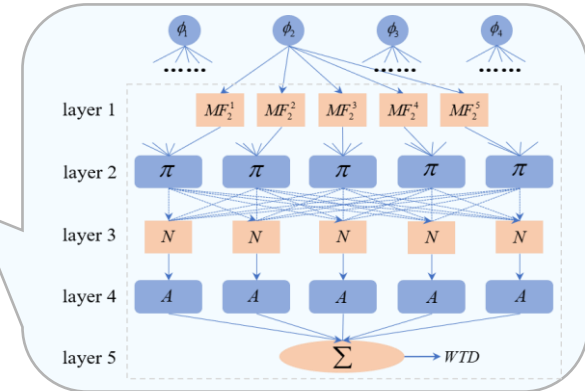 ϕ₁ ϕ₂ ϕ₃ ϕ₄
...... ...... ......
layer 1 MF₂¹ MF₂² MF₂³ MF₂⁴ MF₂⁵
layer 2 π π π π π
layer 3 N N N N N
layer 4 A A A A A
layer 5 Σ WTD